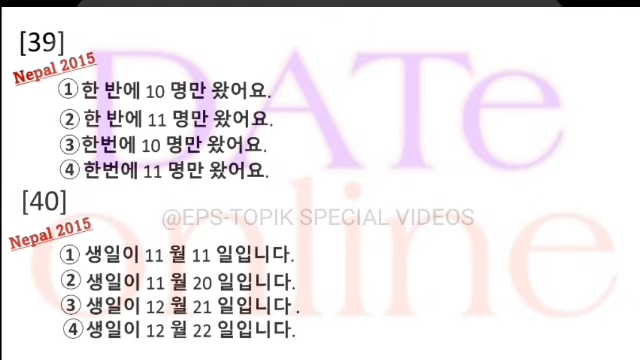 [39]
Nepal 2015
① 한 반에 10 명만 왔어요.
② 한 반에 11 명만 왔어요.
③ 한번에 10 명만 왔어요.
④ 한번에 11 명만 왔어요.
[40]
@EPS-TOPIK SPECIAL VIDEOS
Nepal 2015
① 생일이 11 월 11 일입니다.
② 생일이 11 월 20 일입니다.
③ 생일이 12 월 21 일입니다 .
④ 생일이 12 월 22 일입니다.
DATe
online